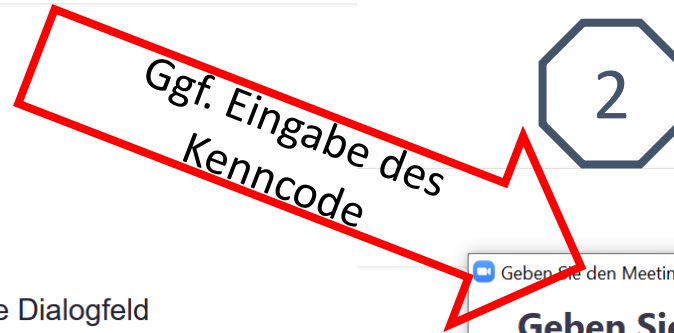 2
Ggf. Eingabe des
Kenncode
Geben Sie den Meetin
e Dialogfeld
Geben Sie